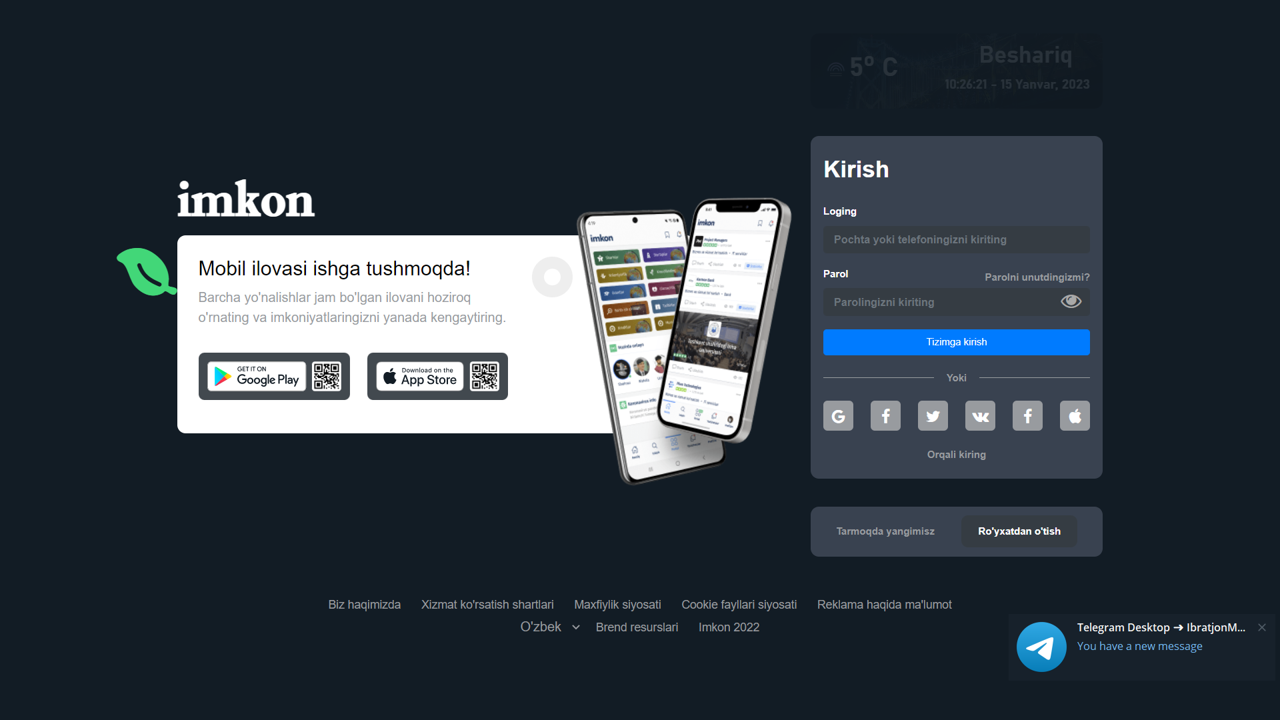 5° C
Beshariq
10:26:21 - 15 Yanvar, 2023
imkon
Mobil ilovasi ishga tushmoqda!
Barcha yo'nalishlar jam bo'lgan ilovani hoziroq
o'rnating va imkoniyatlaringizni yanada kengaytiring.
GET IT ON
Google Play
Download on the
App Store
imkon
imkon
Kirish
Loging
Pochta yoki telefoningizni kiriting
Parol
Parolni unutdingizmi?
Parolingizni kiriting
Tizimga kirish
Yoki
Orqali kiring
Tarmoqda yangimisz
Ro'yxatdan o'tish
Biz haqimizda
Xizmat ko'rsatish shartlari
Maxfiylik siyosati
Cookie fayllari siyosati
Reklama haqida ma'lumot
O'zbek
Brend resurslari
Imkon 2022
Telegram Desktop ➜ IbratjonM...
You have a new message